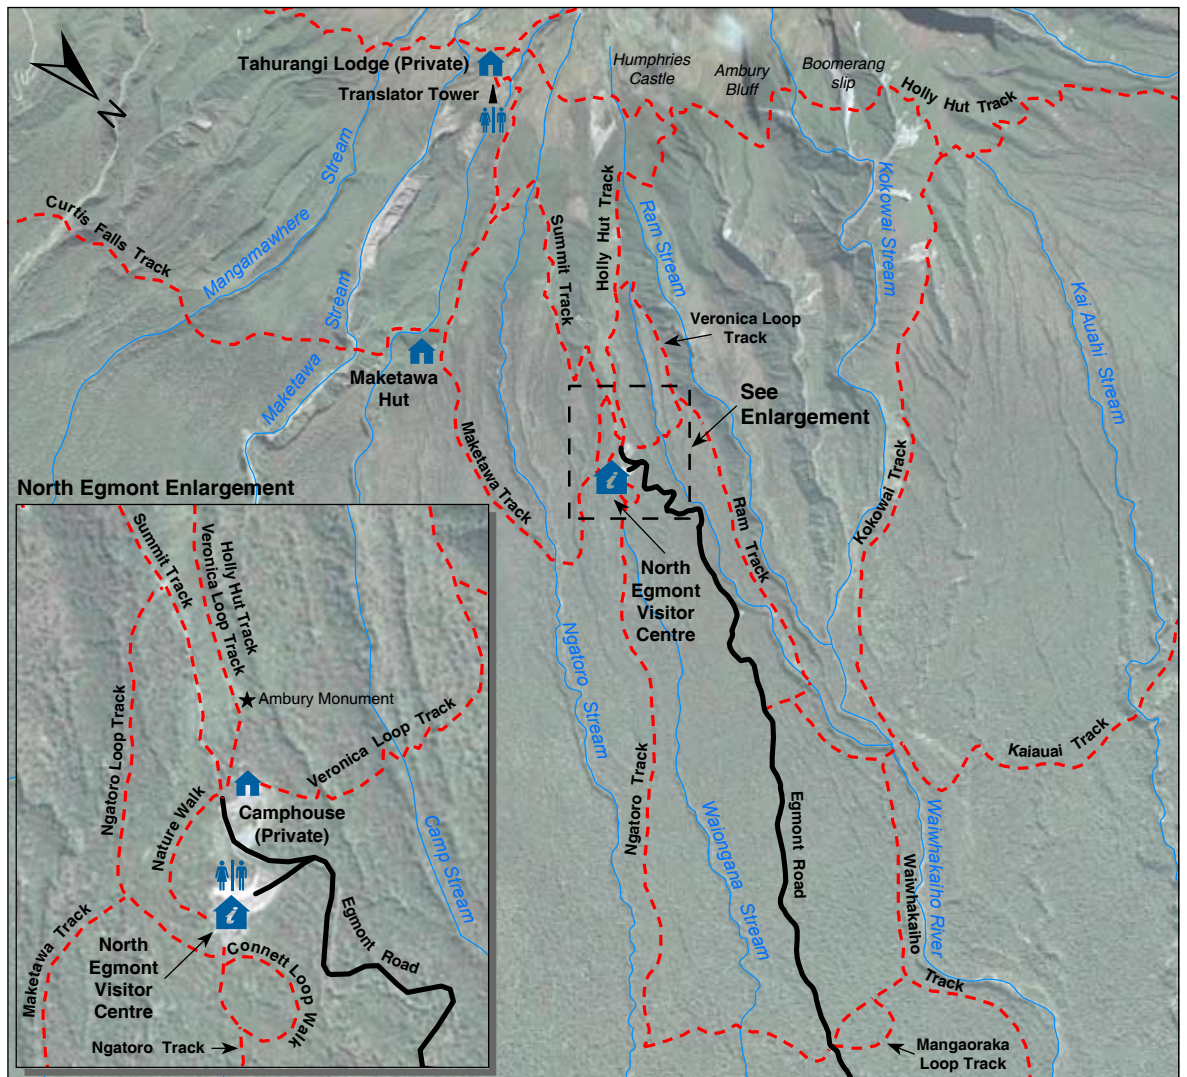 N
Tahurangi Lodge (Private)
Translator Tower
Humphries
Castle
Ambury
Bluff
Boomerang
slip
Holly Hut Track
Curtis Falls Track
Mangamawhere
Stream
Maketawa
Stream
Summit Track
Holly Hut Track
Ram Stream
Kokowai Stream
Kai Auahi Stream
Veronica Loop
Track
Maketawa
Hut
See
Enlargement
Maketawa Track
Ram Track
Kokowai Track
North
Egmont
Visitor
Centre
Ngatoro Stream
Ngatoro Track
Waiongana Stream
Egmont Road
Kaiauai Track
Waiwhakaiho River
Waiwhakaiho
Track
Mangaoraka
Loop Track
North Egmont Enlargement
Summit Track
Holly Hut Track
Veronica Loop Track
Ambury Monument
Ngatoro Loop Track
Veronica Loop Track
Nature Walk
Camphouse
(Private)
Camp Stream
Maketawa Track
North
Egmont
Visitor
Centre
Connett Loop Walk
Egmont Road
Ngatoro Track